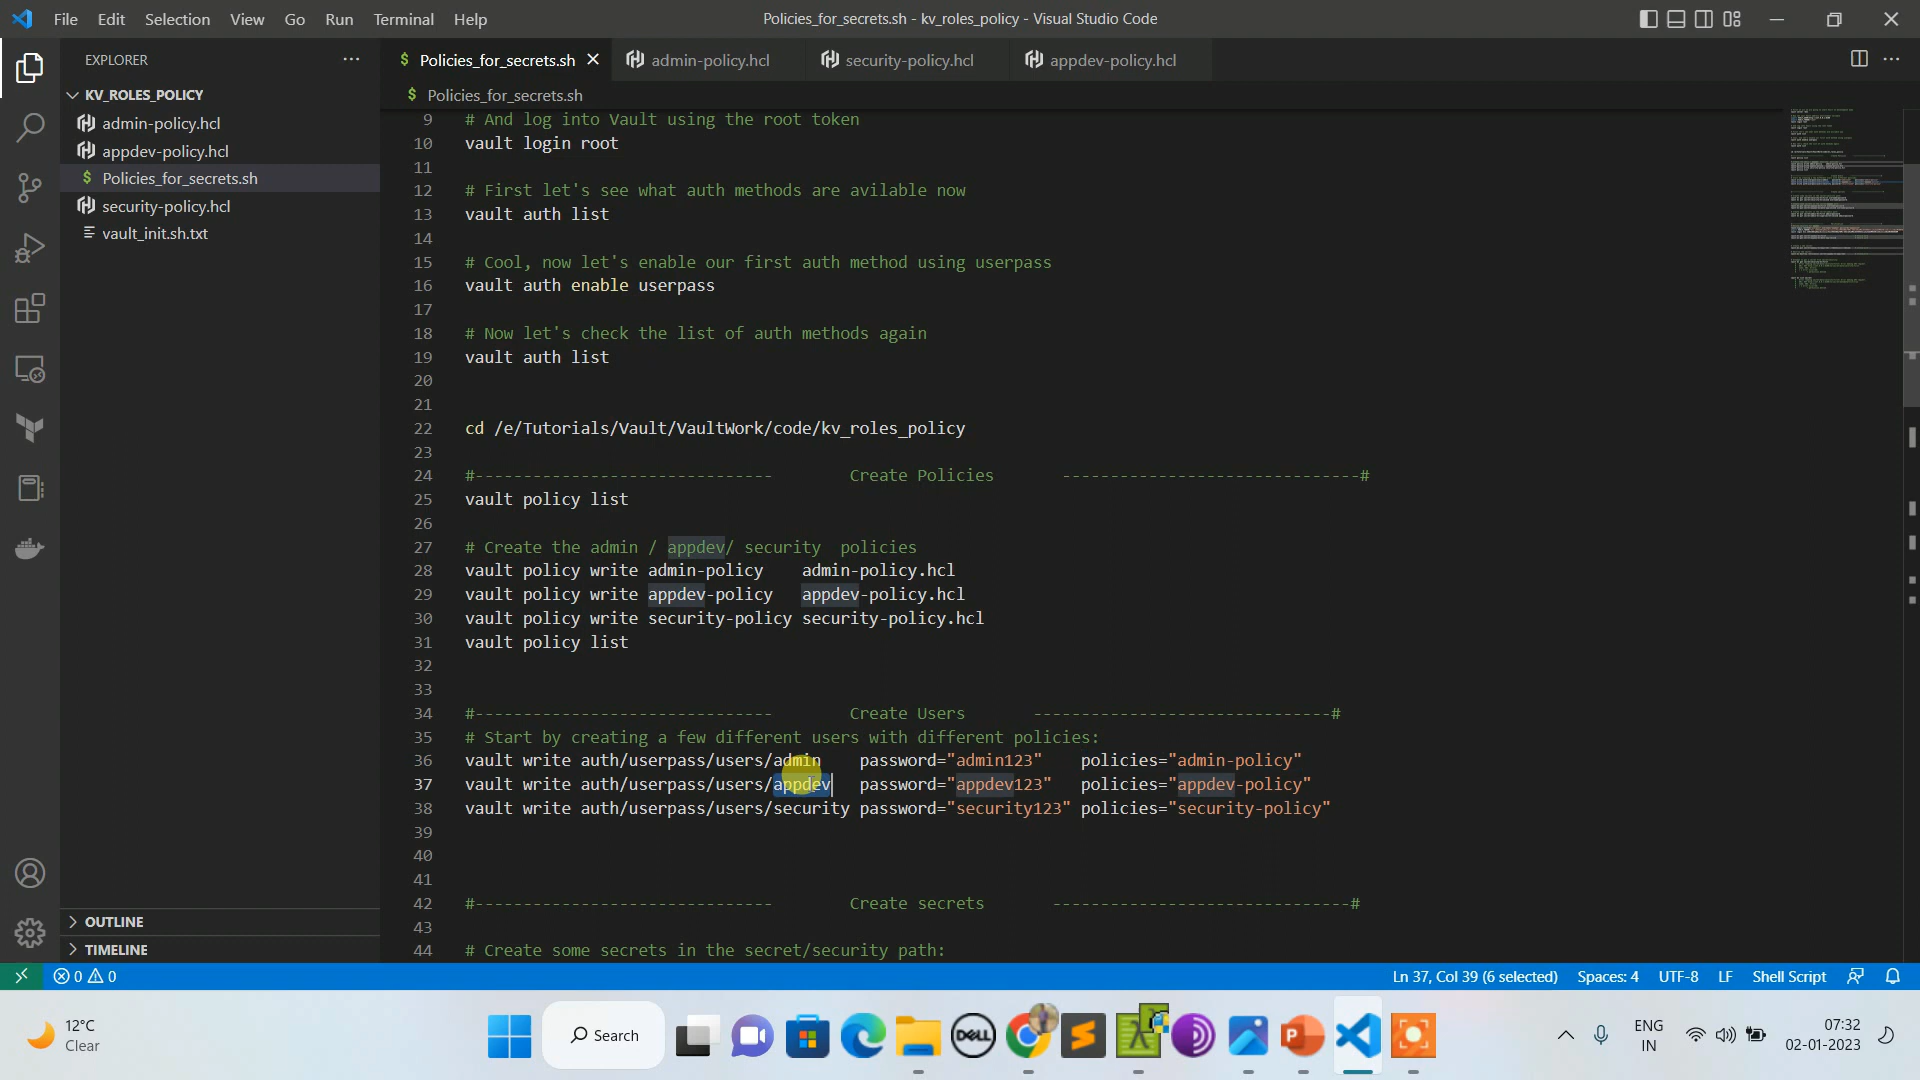 File Edit Selection View Go Run Terminal Help
Policies_for_secrets.sh - kv_roles_policy - Visual Studio Code
EXPLORER
KV_ROLES_POLICY
admin-policy.hcl
appdev-policy.hcl
$ Policies_for_secrets.sh
security-policy.hcl
vault_init.sh.txt
OUTLINE
TIMELINE
$ Policies_for_secrets.sh
admin-policy.hcl
security-policy.hcl
appdev-policy.hcl
$ Policies_for_secrets.sh
9 # And log into Vault using the root token
10 vault login root
11
12 # First let's see what auth methods are avilable now
13 vault auth list
14
15 # Cool, now let's enable our first auth method using userpass
16 vault auth enable userpass
17
18 # Now let's check the list of auth methods again
19 vault auth list
20
21
22 cd /e/Tutorials/Vault/VaultWork/code/kv_roles_policy
23
24 #------------------------------- Create Policies -------------------------------#
25 vault policy list
26
27 # Create the admin / appdev/ security policies
28 vault policy write admin-policy admin-policy.hcl
29 vault policy write appdev-policy appdev-policy.hcl
30 vault policy write security-policy security-policy.hcl
31 vault policy list
32
33
34 #------------------------------- Create Users -------------------------------#
35 # Start by creating a few different users with different policies:
36 vault write auth/userpass/users/admin password="admin123" policies="admin-policy"
37 vault write auth/userpass/users/appdev password="appdev123" policies="appdev-policy"
38 vault write auth/userpass/users/security password="security123" policies="security-policy"
39
40
41
42 #------------------------------- Create secrets -------------------------------#
43
44 # Create some secrets in the secret/security path:
0 0
Ln 37, Col 39 (6 selected) Spaces: 4 UTF-8 LF Shell Script
12°C
Clear
Search
DELL
ENG
IN
07:32
02-01-2023